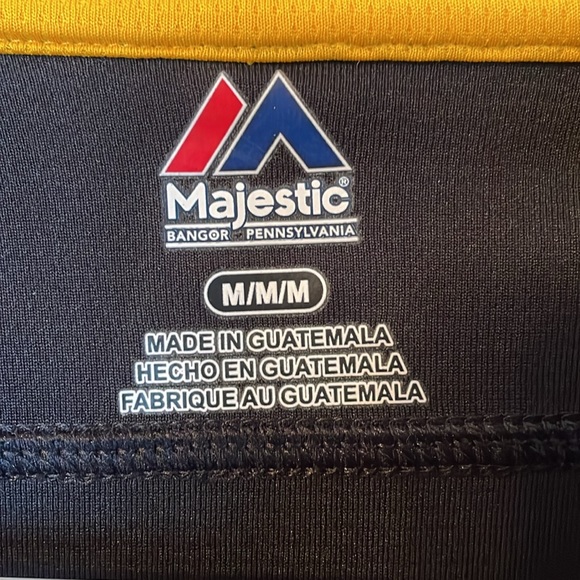 Majestic®
BANGOR PENNSYLVANIA
M/M/M
MADE IN GUATEMALA
HECHO EN GUATEMALA
FABRIQUE AU GUATEMALA